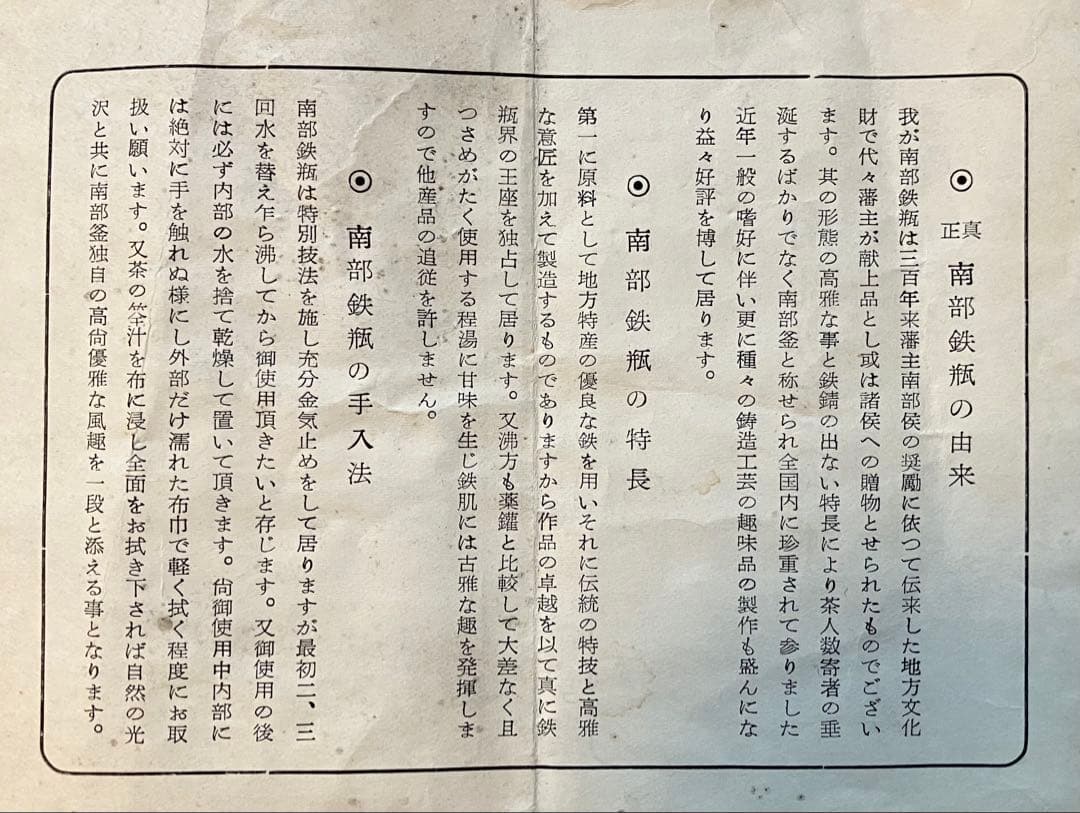 ◉ 真正 南部鉄瓶の由来
我が南部鉄瓶は三百年来藩主南部侯の奨励に依つて伝来した地方文化
財で代々藩主が献上品とし或は諸侯への贈物とせられたものでござい
ます。其の形態の高雅な事と鉄錆の出ない特長により茶人数寄者の垂
涎するばかりでなく南部釜と称せられ全国内に珍重されて参りました
近年一般の嗜好に伴い更に種々の鋳造工芸の趣味品の製作も盛んにな
り益々好評を博して居ります。
◉ 南部鉄瓶の特長
第一に原料として地方特産の優良な鉄を用いそれに伝統の特技と高雅
な意匠を加えて製造するものでありますから作品の卓越を以て真に鉄
瓶界の王座を独占して居ります。又沸方も薬鑵と比較して大差なく且
つさめがたく使用する程湯に甘味を生じ鉄肌には古雅な趣を発揮しま
すので他産品の追従を許しません。
◉ 南部鉄瓶の手入法
南部鉄瓶は特別技法を施し充分金気止めをして居りますが最初二、三
回水を替え乍ら沸してから御使用頂きたいと存じます。又御使用の後
には必ず内部の水を捨て乾燥して置いて頂きます。尙御使用中内部に
は絶対に手を触れぬ様にし外部だけ濡れた布巾で軽く拭く程度にお取
扱い願います。又茶の汁を布に浸し全面をお拭き下されば自然の光
沢と共に南部釜独自の高尙優雅な風趣を一段と添える事となります。